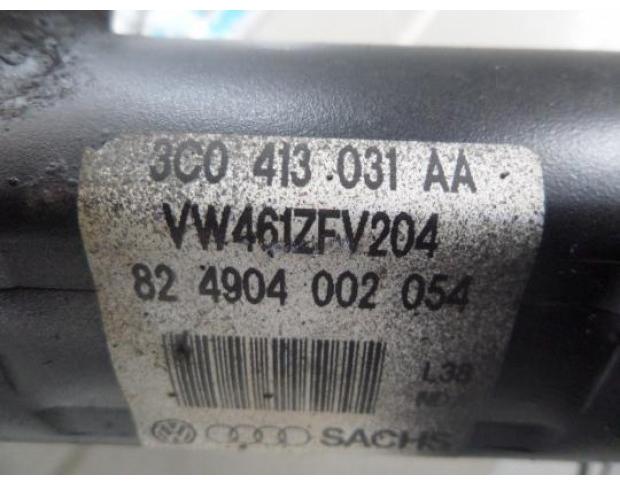 3C0 413 031 AA
VW461ZFV204
82 4904 002 054
L38
SACHS